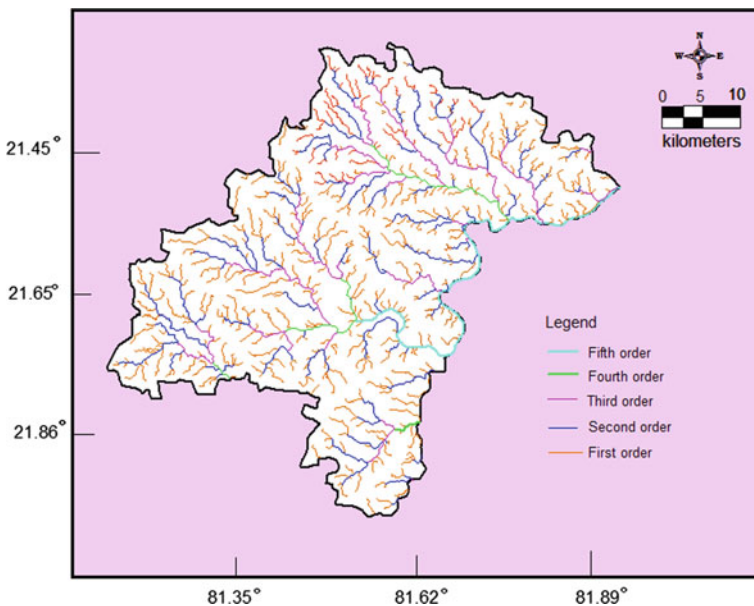 N
W E
S
0 5 10
kilometers
21.45°
21.65°
21.86°
Legend
Fifth order
Fourth order
Third order
Second order
First order
81.35° 81.62° 81.89°